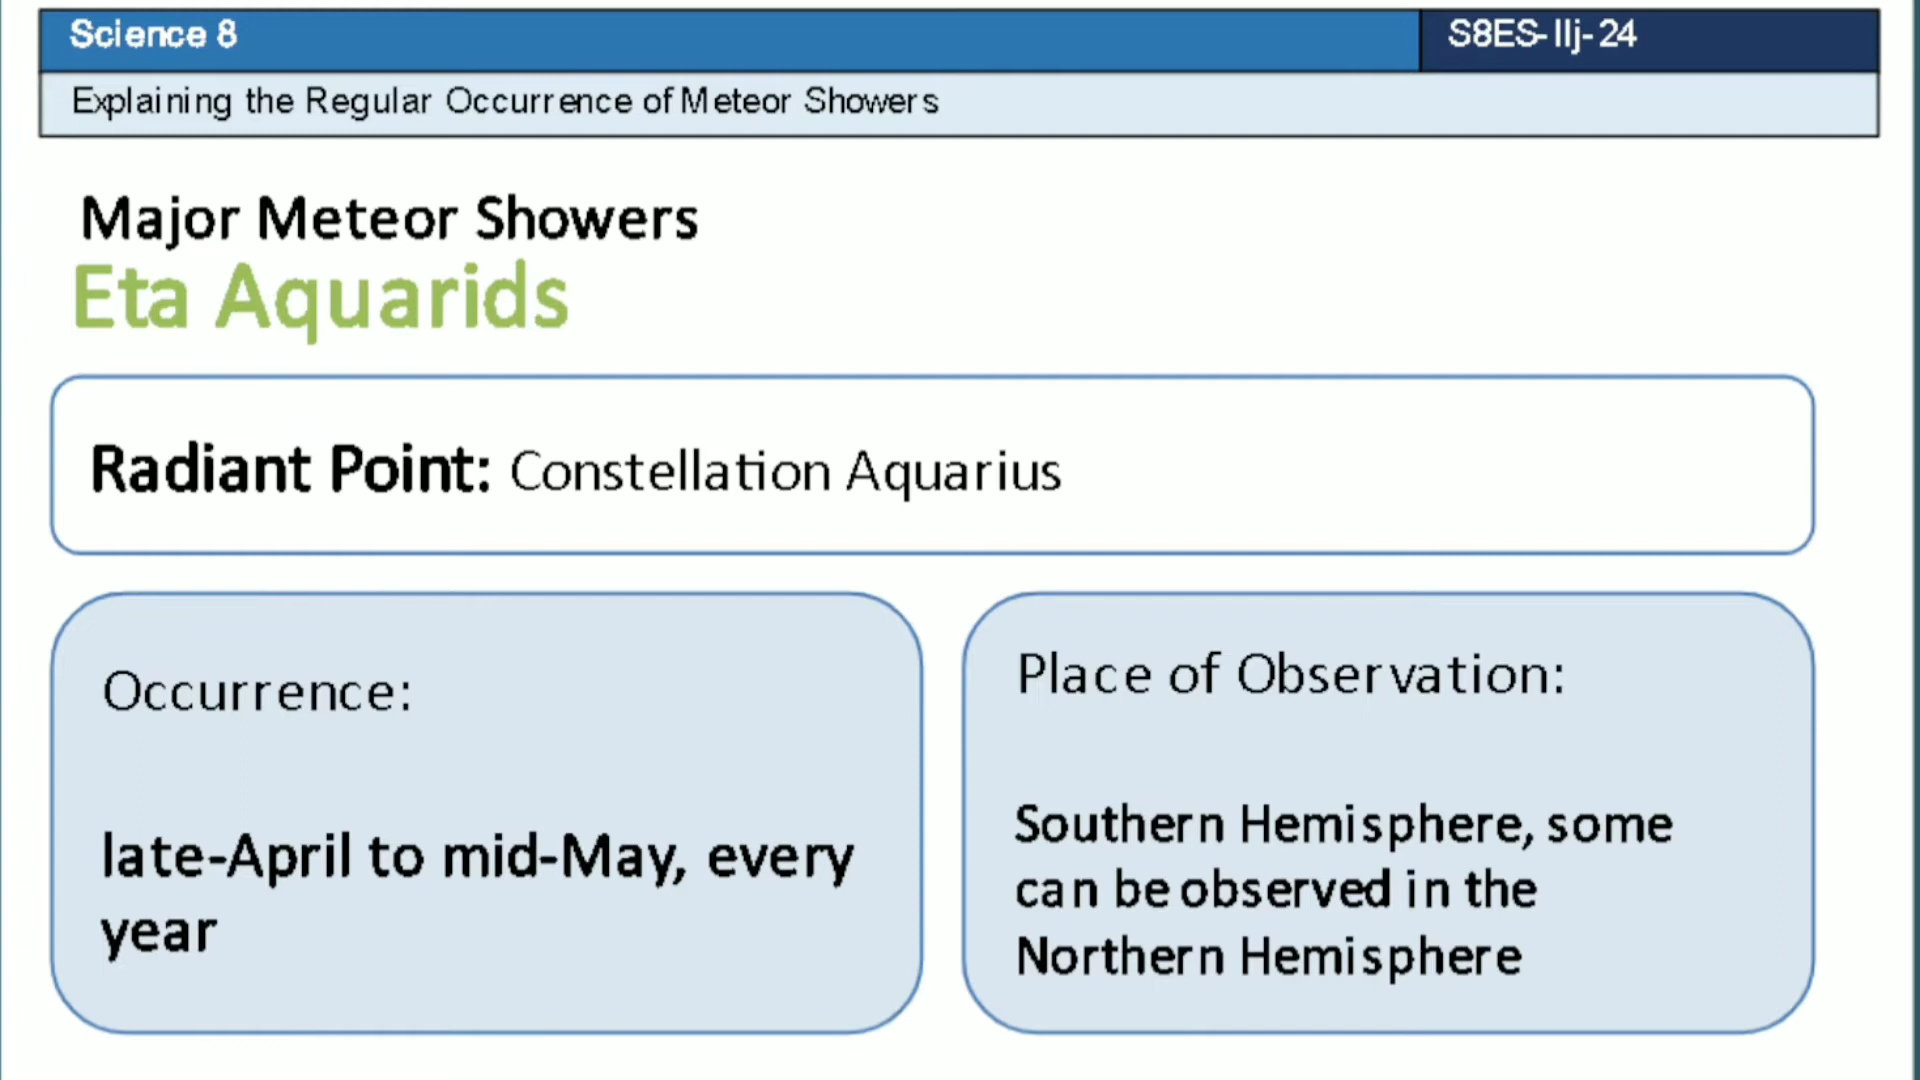 Science 8
S8ES-IIj-24
Explaining the Regular Occurrence of Meteor Showers
Major Meteor Showers
Eta Aquarids
Radiant Point: Constellation Aquarius
Occurrence:
late-April to mid-May, every
year
Place of Observation:
Southern Hemisphere, some
can be observed in the
Northern Hemisphere